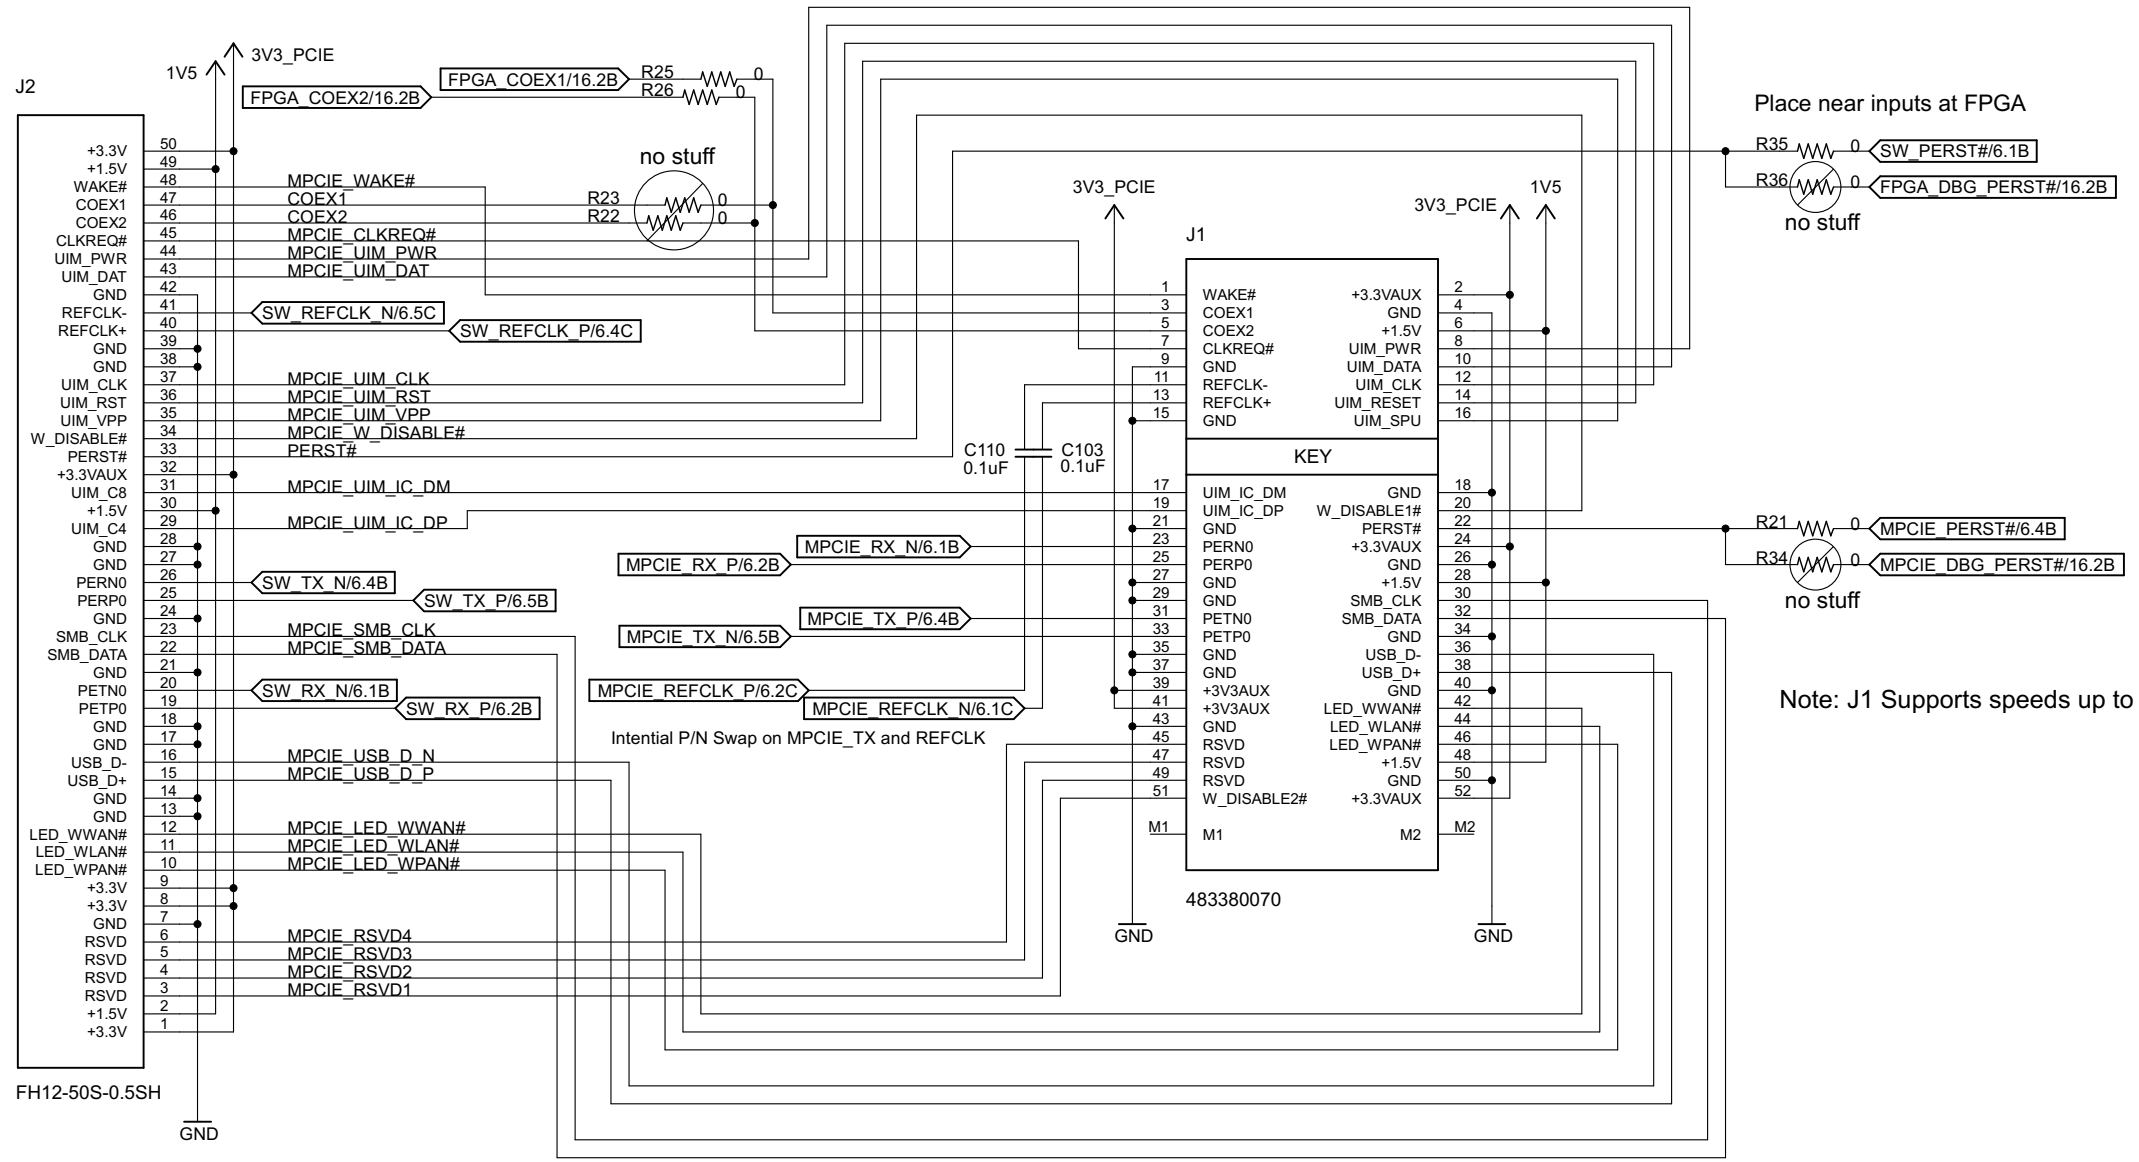 3V3_PCIE
1V5
J2
FPGA_COEX1/16.2B R25 0
FPGA_COEX2/16.2B R26 0
Place near inputs at FPGA
R35 0 SW_PERST#/6.1B
R36 0 FPGA_DBG_PERST#/16.2B
no stuff
no stuff
+3.3V 50
+1.5V 49
WAKE# 48 MPCIE_WAKE#
COEX1 47 COEX1 R23 0
COEX2 46 COEX2 R22 0
CLKREQ# 45 MPCIE_CLKREQ#
UIM_PWR 44 MPCIE_UIM_PWR
UIM_DAT 43 MPCIE_UIM_DAT
GND 42
REFCLK- 41 SW_REFCLK_N/6.5C
REFCLK+ 40 SW_REFCLK_P/6.4C
GND 39
GND 38
UIM_CLK 37 MPCIE_UIM_CLK
UIM_RST 36 MPCIE_UIM_RST
UIM_VPP 35 MPCIE_UIM_VPP
W_DISABLE# 34 MPCIE_W_DISABLE#
PERST# 33 PERST#
+3.3VAUX 32
UIM_C8 31 MPCIE_UIM_IC_DM
+1.5V 30
UIM_C4 29 MPCIE_UIM_IC_DP
GND 28
GND 27
PERN0 26 SW_TX_N/6.4B
PERP0 25 SW_TX_P/6.5B
GND 24
SMB_CLK 23 MPCIE_SMB_CLK
SMB_DATA 22 MPCIE_SMB_DATA
GND 21
PETN0 20 SW_RX_N/6.1B
PETP0 19 SW_RX_P/6.2B
GND 18
GND 17
USB_D- 16 MPCIE_USB_D_N
USB_D+ 15 MPCIE_USB_D_P
GND 14
GND 13
LED_WWAN# 12 MPCIE_LED_WWAN#
LED_WLAN# 11 MPCIE_LED_WLAN#
LED_WPAN# 10 MPCIE_LED_WPAN#
+3.3V 9
+3.3V 8
GND 7
RSVD 6 MPCIE_RSVD4
RSVD 5 MPCIE_RSVD3
RSVD 4 MPCIE_RSVD2
RSVD 3 MPCIE_RSVD1
+1.5V 2
+3.3V 1
FH12-50S-0.5SH
GND
3V3_PCIE
3V3_PCIE
1V5
J1
1 WAKE# +3.3VAUX 2
3 COEX1 GND 4
5 COEX2 +1.5V 6
7 CLKREQ# UIM_PWR 8
9 GND UIM_DATA 10
11 REFCLK- UIM_CLK 12
13 REFCLK+ UIM_RESET 14
15 GND UIM_SPU 16
C110 0.1uF
C103 0.1uF
KEY
17 UIM_IC_DM GND 18
19 UIM_IC_DP W_DISABLE1# 20
21 GND PERST# 22
MPCIE_RX_N/6.1B 23 PERN0 +3.3VAUX 24
MPCIE_RX_P/6.2B 25 PERP0 GND 26
27 GND +1.5V 28
29 GND SMB_CLK 30
MPCIE_TX_P/6.4B 31 PETN0 SMB_DATA 32
MPCIE_TX_N/6.5B 33 PETP0 GND 34
35 GND USB_D- 36
37 GND USB_D+ 38
MPCIE_REFCLK_P/6.2C 39 +3V3AUX GND 40
MPCIE_REFCLK_N/6.1C 41 +3V3AUX LED_WWAN# 42
43 GND LED_WLAN# 44
Intential P/N Swap on MPCIE_TX and REFCLK
45 RSVD LED_WPAN# 46
47 RSVD +1.5V 48
49 RSVD GND 50
51 W_DISABLE2# +3.3VAUX 52
M1 M1 M2 M2
483380070
GND
GND
R21 0 MPCIE_PERST#/6.4B
R34 0 MPCIE_DBG_PERST#/16.2B
no stuff
Note: J1 Supports speeds up to